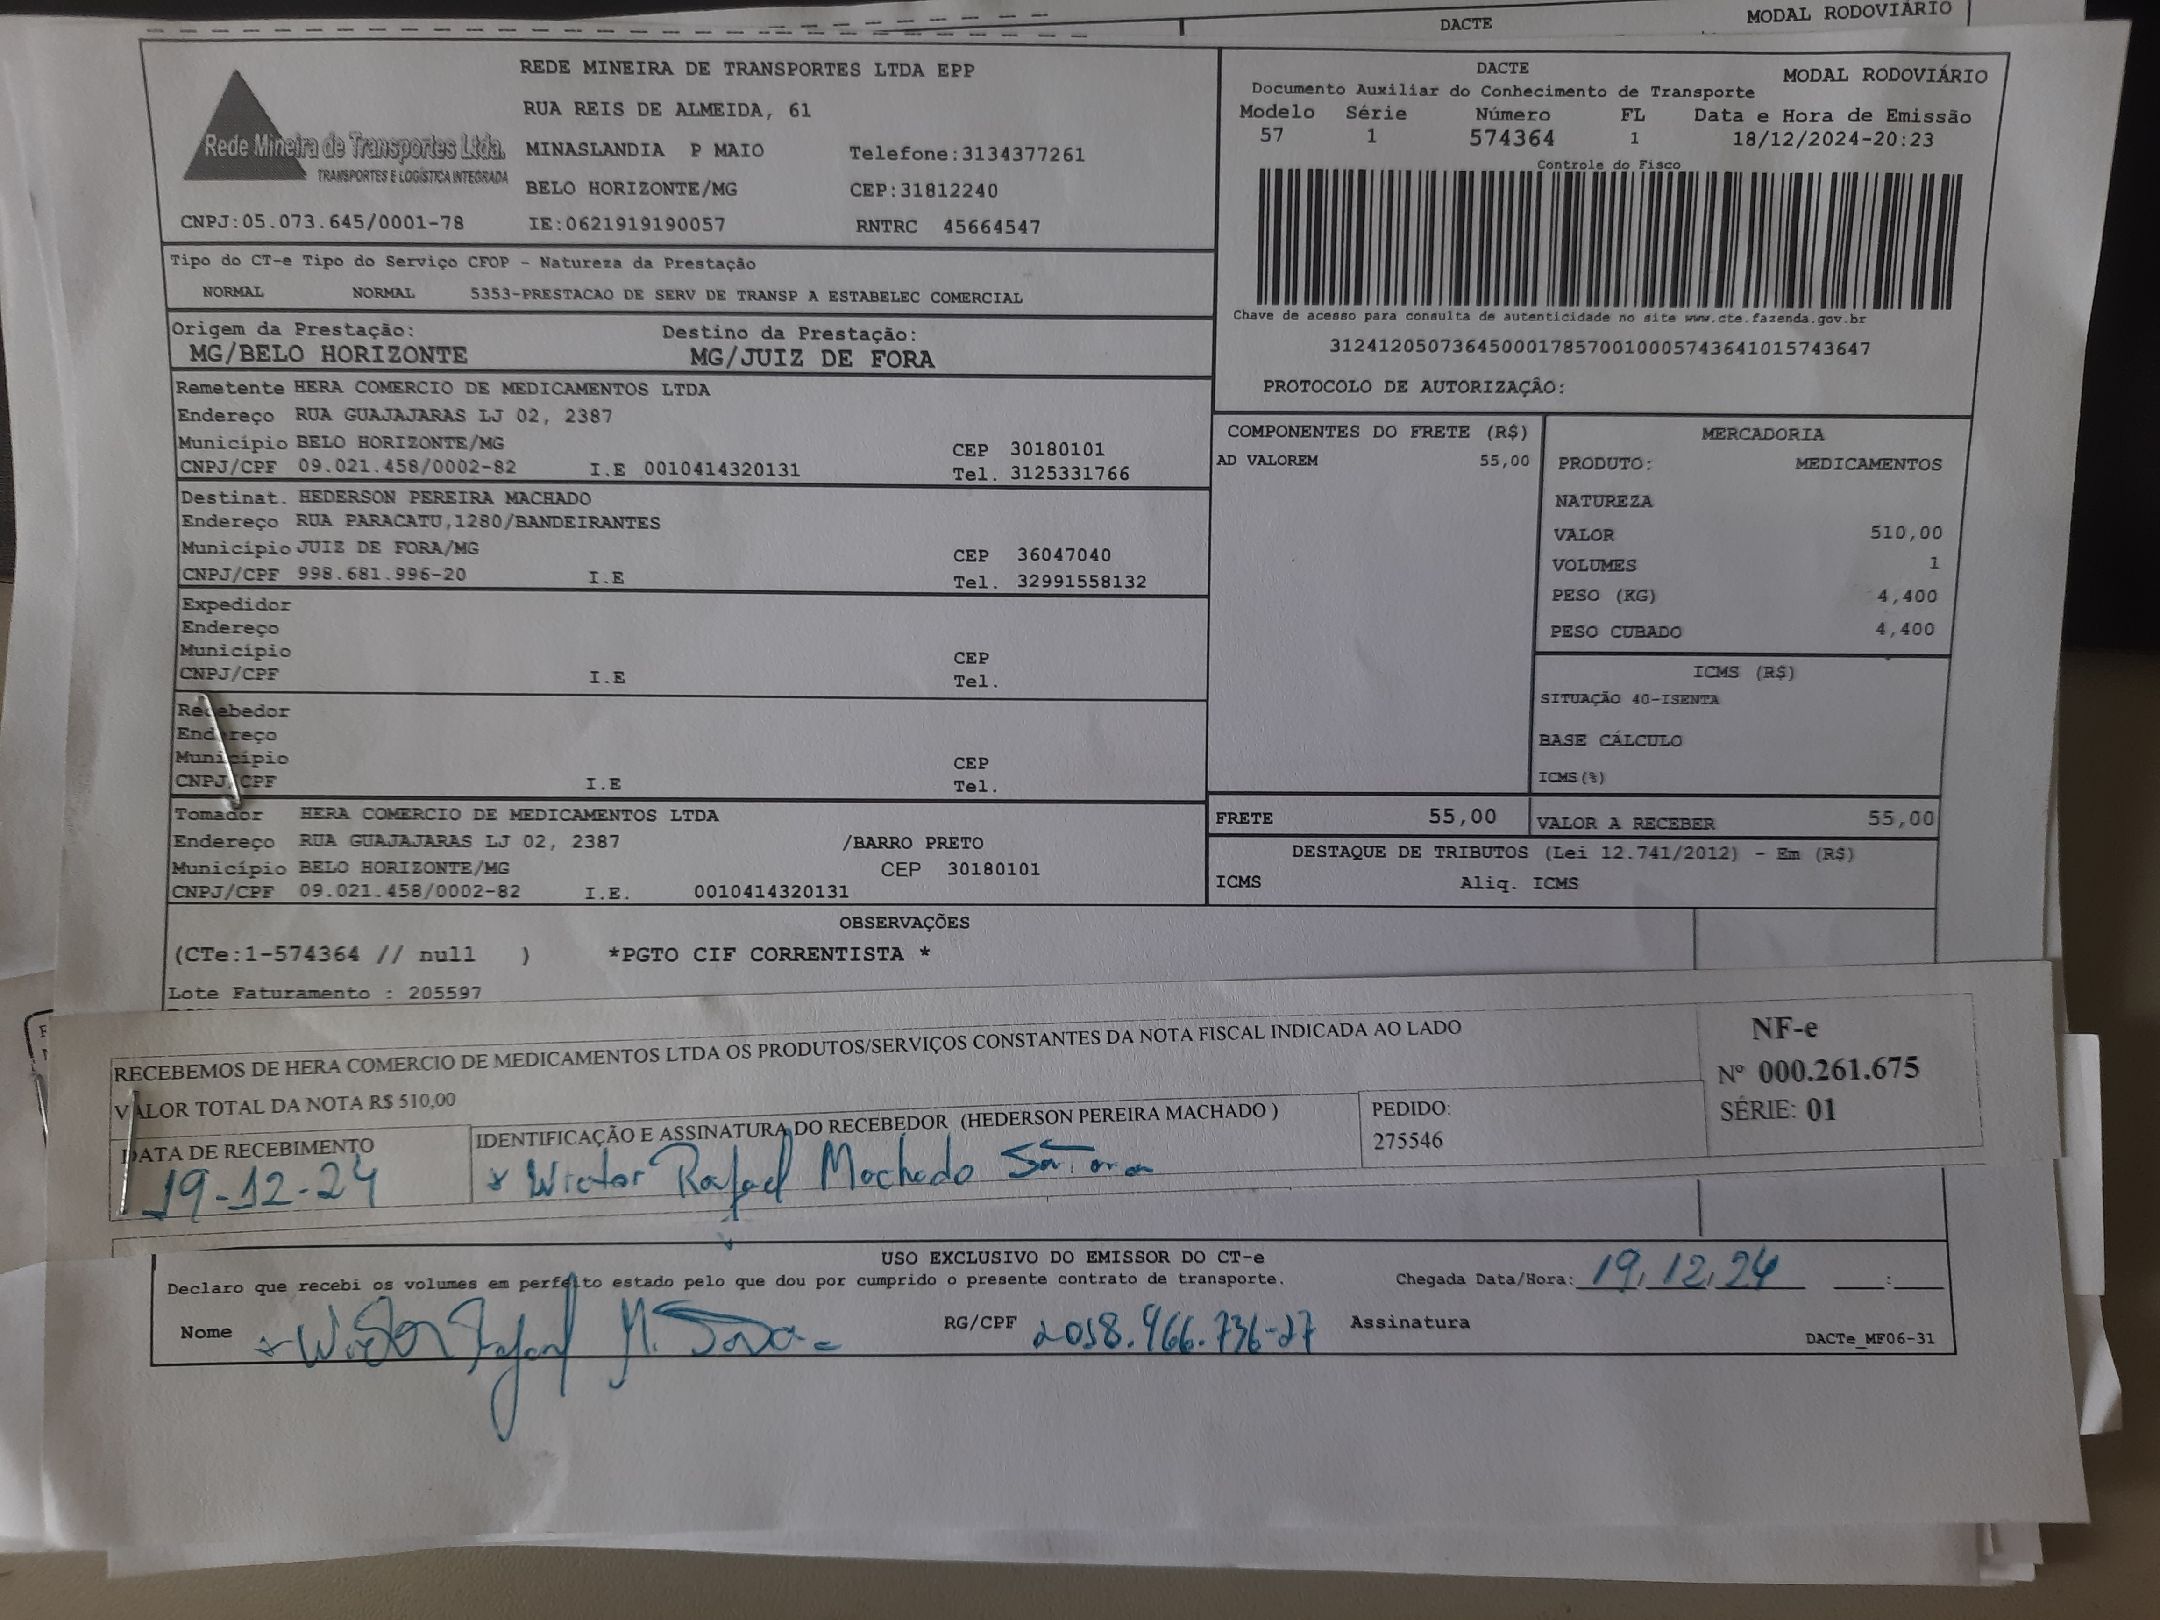 DACTE MODAL RODOVIÁRIO
REDE MINEIRA DE TRANSPORTES LTDA EPP
RUA REIS DE ALMEIDA, 61
Rede Mineira de Transportes Ltda.
TRANSPORTES E LOGÍSTICA INTEGRADA
MINASLANDIA P MAIO Telefone:3134377261
BELO HORIZONTE/MG CEP:31812240
CNPJ:05.073.645/0001-78 IE:0621919190057 RNTRC 45664547
DACTE MODAL RODOVIÁRIO
Documento Auxiliar do Conhecimento de Transporte
Modelo Série Número FL Data e Hora de Emissão
57 1 574364 1 18/12/2024-20:23
Controle do Fisco
Chave de acesso para consulta de autenticidade no site www.cte.fazenda.gov.br
31241205073645000178570010005743641015743647
PROTOCOLO DE AUTORIZAÇÃO:
Tipo do CT-e Tipo do Serviço CFOP - Natureza da Prestação
NORMAL NORMAL 5353-PRESTACAO DE SERV DE TRANSP A ESTABELEC COMERCIAL
Origem da Prestação: Destino da Prestação:
MG/BELO HORIZONTE MG/JUIZ DE FORA
Remetente HERA COMERCIO DE MEDICAMENTOS LTDA
Endereço RUA GUAJAJARAS LJ 02, 2387
Município BELO HORIZONTE/MG CEP 30180101
CNPJ/CPF 09.021.458/0002-82 I.E 0010414320131 Tel. 3125331766
Destinat. HEDERSON PEREIRA MACHADO
Endereço RUA PARACATU,1280/BANDEIRANTES
Município JUIZ DE FORA/MG CEP 36047040
CNPJ/CPF 998.681.996-20 I.E Tel. 32991558132
Expedidor
Endereço
Município CEP
CNPJ/CPF I.E Tel.
Recebedor
Endereço
Município CEP
CNPJ/CPF I.E Tel.
Tomador HERA COMERCIO DE MEDICAMENTOS LTDA
Endereço RUA GUAJAJARAS LJ 02, 2387 /BARRO PRETO
Município BELO HORIZONTE/MG CEP 30180101
CNPJ/CPF 09.021.458/0002-82 I.E. 0010414320131
COMPONENTES DO FRETE (R$)
AD VALOREM 55,00
MERCADORIA
PRODUTO: MEDICAMENTOS
NATUREZA
VALOR 510,00
VOLUMES 1
PESO (KG) 4,400
PESO CUBADO 4,400
ICMS (R$)
SITUAÇÃO 40-ISENTA
BASE CÁLCULO
ICMS(%)
FRETE 55,00 VALOR A RECEBER 55,00
DESTAQUE DE TRIBUTOS (Lei 12.741/2012) - Em (R$)
ICMS Aliq. ICMS
OBSERVAÇÕES
(CTe:1-574364 // null ) *PGTO CIF CORRENTISTA *
Lote Faturamento : 205597
RECEBEMOS DE HERA COMERCIO DE MEDICAMENTOS LTDA OS PRODUTOS/SERVIÇOS CONSTANTES DA NOTA FISCAL INDICADA AO LADO
VALOR TOTAL DA NOTA R$ 510,00
NF-e
Nº 000.261.675
SÉRIE: 01
DATA DE RECEBIMENTO IDENTIFICAÇÃO E ASSINATURA DO RECEBEDOR (HEDERSON PEREIRA MACHADO ) PEDIDO:
275546
19-12-24 x Wictor Rafael Machado
USO EXCLUSIVO DO EMISSOR DO CT-e
Declaro que recebi os volumes em perfeito estado pelo que dou por cumprido o presente contrato de transporte. Chegada Data/Hora: 19,12,24 :
Nome RG/CPF Assinatura
DACTe_MF06-31